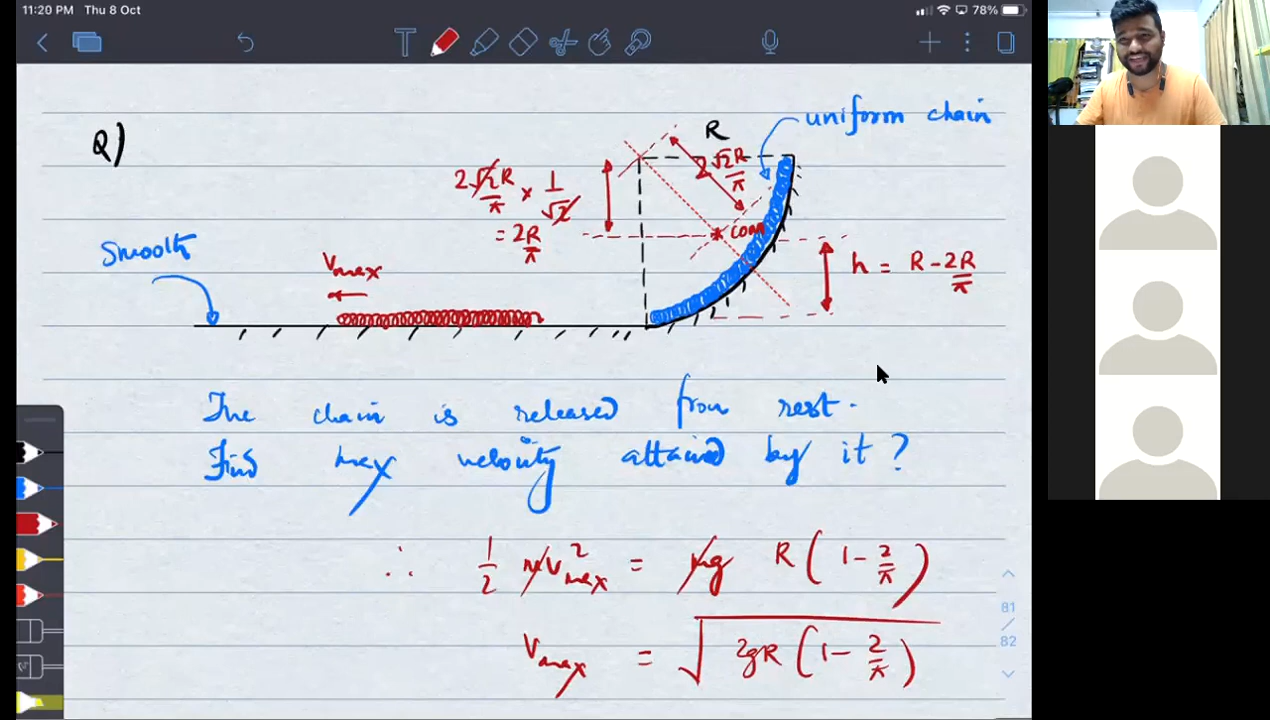 11:20 PM Thu 8 Oct
78%
Q)
uniform chain
R
2√2R/π
2√2R/π × 1/√2
= 2R/π
COM
Smooth
Vmax
h = R - 2R/π
The chain is released from rest.
Find max velocity attained by it?
∴ 1/2 mV²max = mg R(1 - 2/π)
Vmax = √2gR(1 - 2/π)
81
/
82